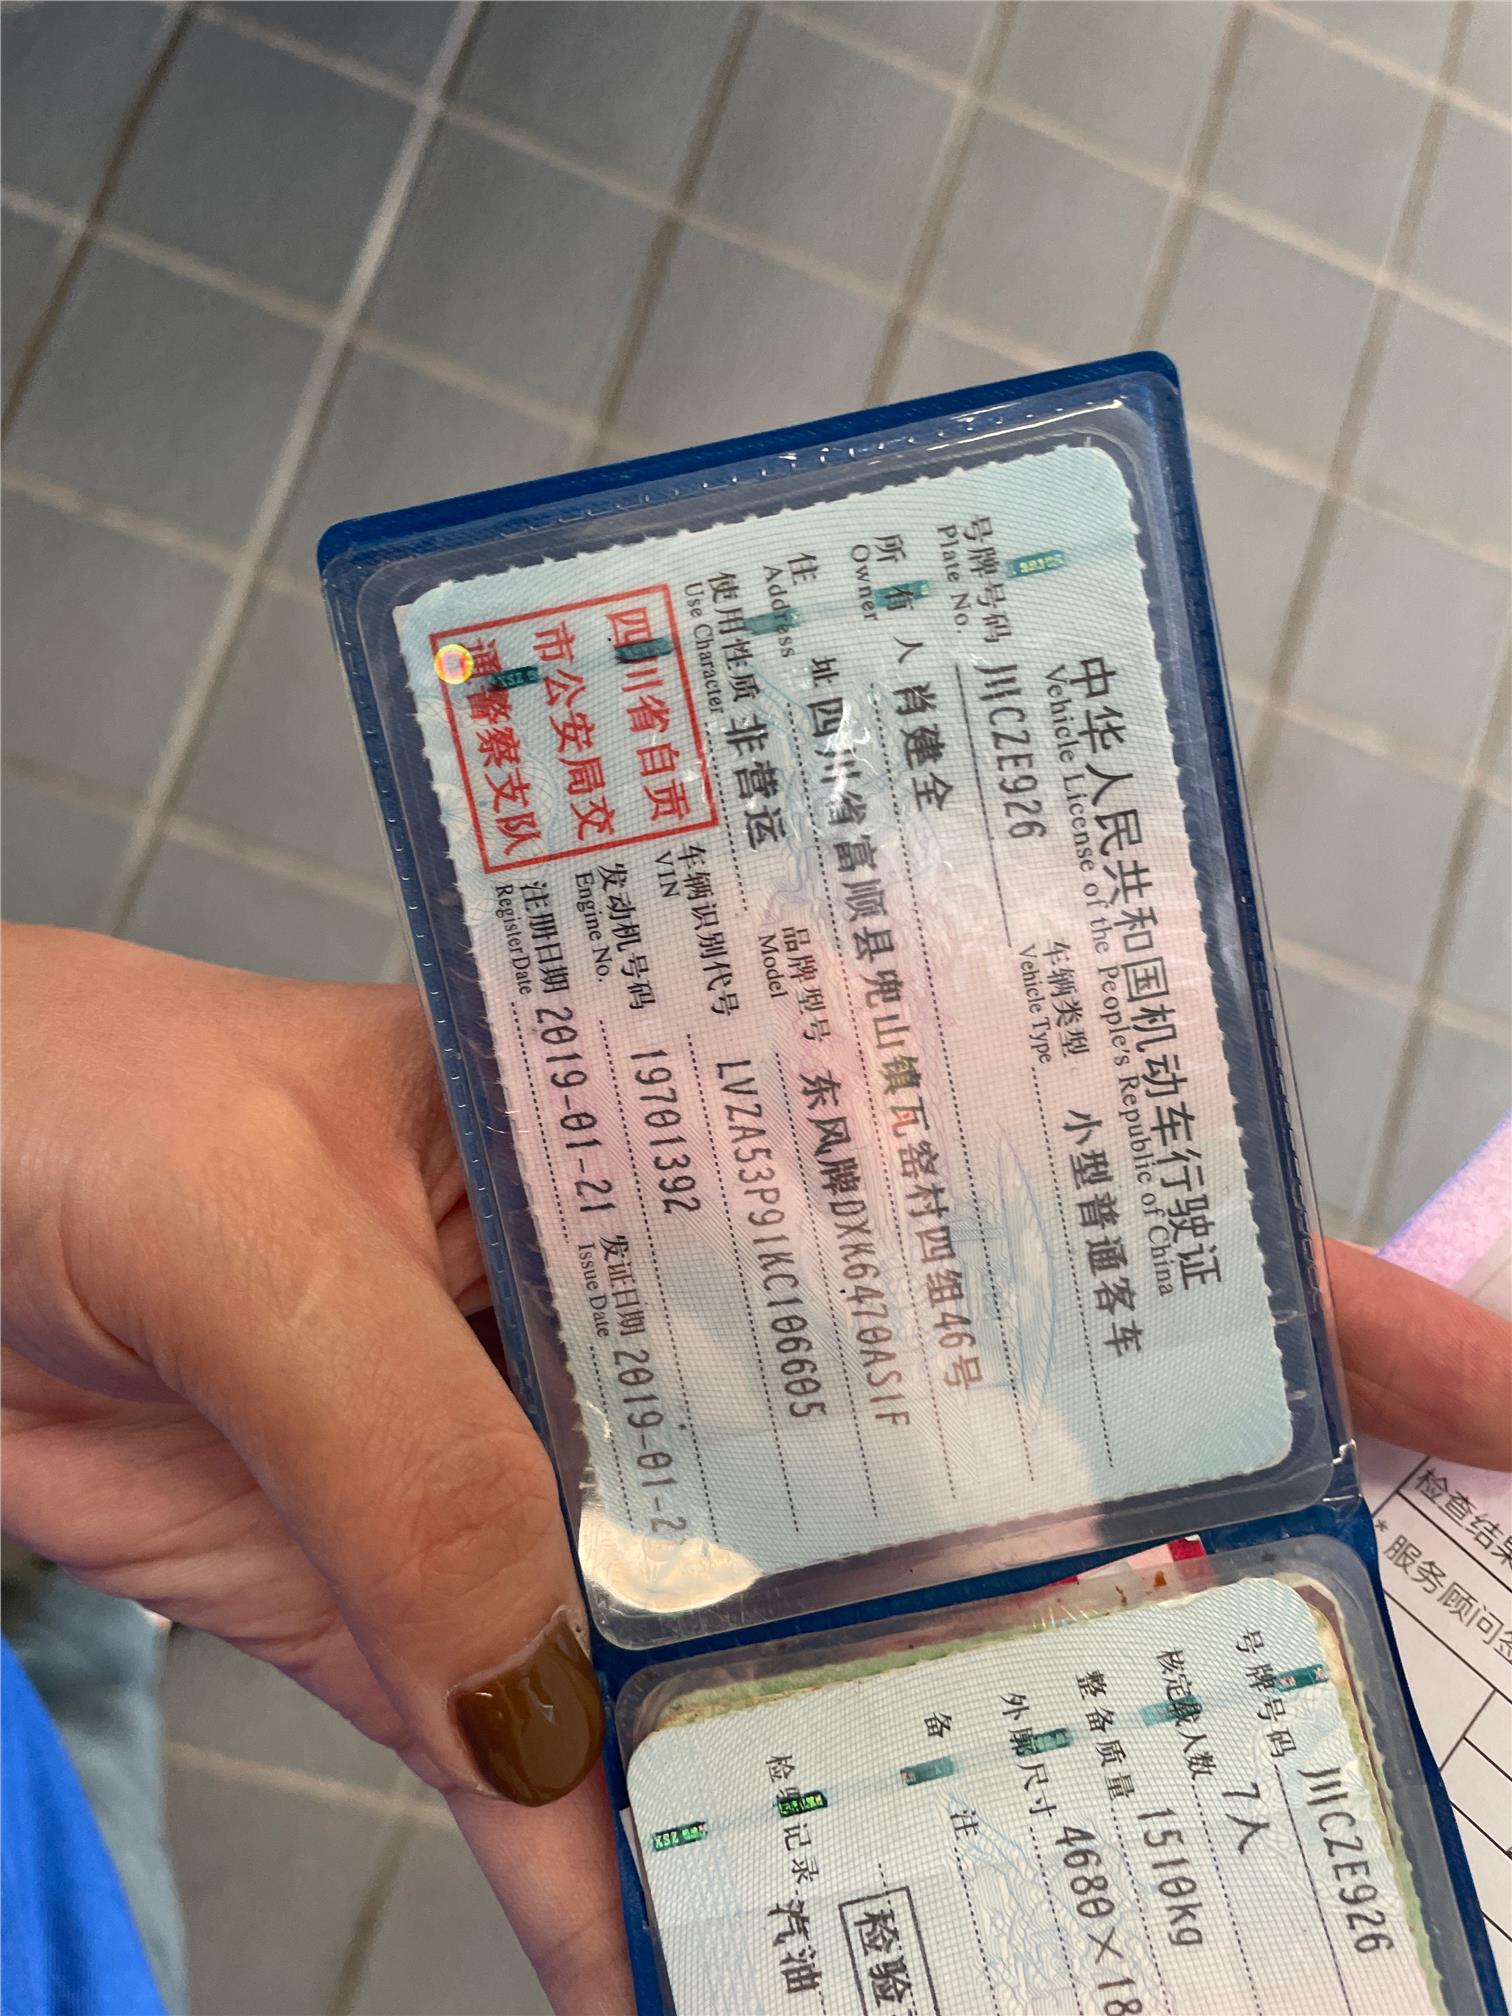 中华人民共和国机动车行驶证
Vehicle License of the People's Republic of China
号牌号码 川CZE926 车辆类型 小型普通客车
Plate No. Vehicle Type
所有人 肖建全
Owner
住址 四川省富顺县兜山镇瓦窑村四组46号
Address
使用性质 非营运 品牌型号 东风牌DXK6470AS1F
Use Character Model
四川省自贡
市公安局交
通警察支队
车辆识别代号 LVZA53P91KC106605
VIN
发动机号码 19701392
Engine No.
注册日期 2019-01-21 发证日期 2019-01-2
Register Date Issue Date
号牌号码 川CZE926
核定载人数 7人
整备质量 1510kg
外廓尺寸 4680×18
备注
检验
检验记录 汽油
检查结果
* 服务顾问签